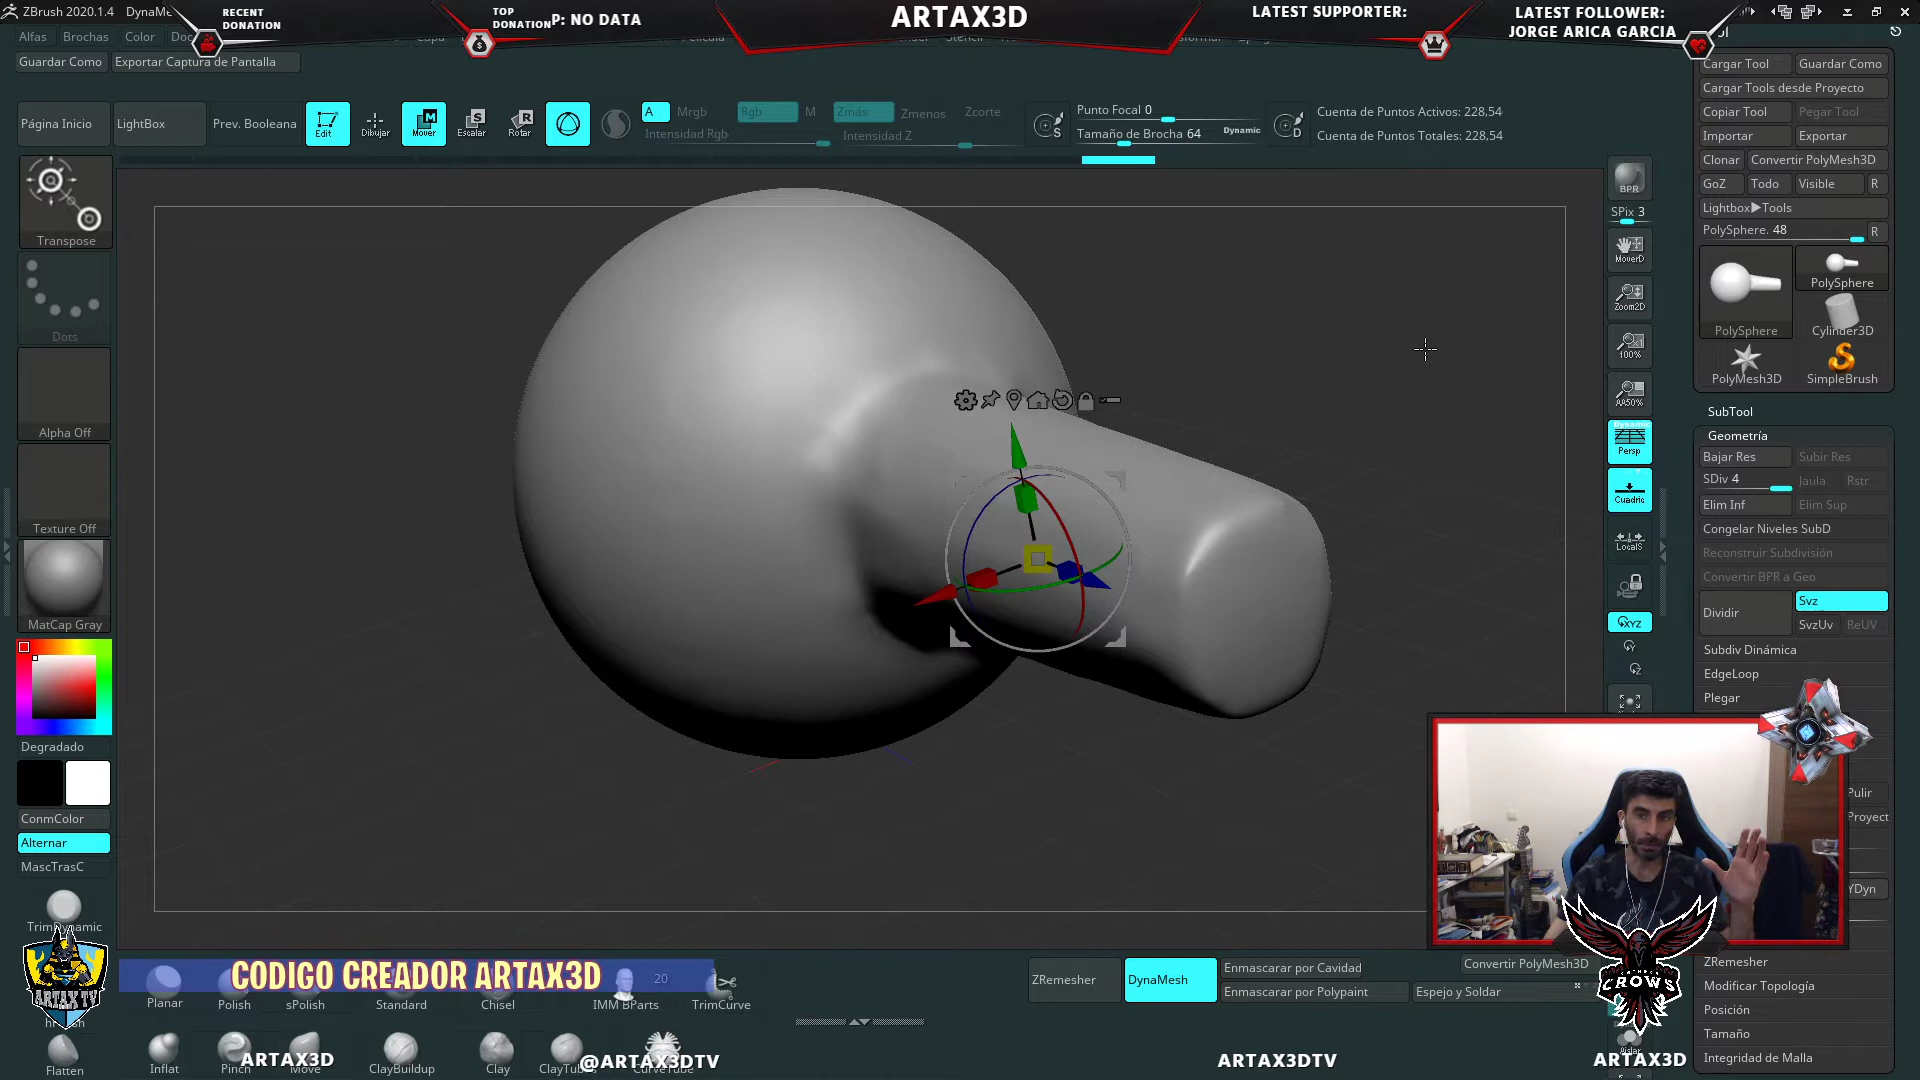 ZBrush 2020.1.4 DynaMe
RECENT
DONATION
TOP
DONATION
P: NO DATA
ARTAX3D
LATEST SUPPORTER:
LATEST FOLLOWER:
JORGE ARICA GARCIA
Alfas Brochas Color Doc
Guardar Como Exportar Captura de Pantalla
Página Inicio LightBox Prev. Booleana Edit Dibujar Mover Escalar Rotar
A Mrgb Rgb M Zmás Zmenos Zcorte
Intensidad Rgb Intensidad Z
Punto Focal 0
Tamaño de Brocha 64 Dynamic
S D
Cuenta de Puntos Activos: 228,54
Cuenta de Puntos Totales: 228,54
Transpose
Dots
Alpha Off
Texture Off
MatCap Gray
Degradado
ConmColor
Alternar
MascTrasC
TrimDynamic
Flatten
BPR
SPix 3
MoverD
Zoom2D
100%
AA50%
Dynamic
Persp
Cuadric
LocalS
XYZ
Cargar Tool Guardar Como
Cargar Tools desde Proyecto
Copiar Tool Pegar Tool
Importar Exportar
Clonar Convertir PolyMesh3D
GoZ Todo Visible R
Lightbox▶Tools
PolySphere. 48 R
PolySphere
PolySphere
Cylinder3D
PolyMesh3D
SimpleBrush
SubTool
Geometría
Bajar Res Subir Res
SDiv 4 Jaula Rstr
Elim Inf Elim Sup
Congelar Niveles SubD
Reconstruir Subdivisión
Convertir BPR a Geo
Dividir Svz
SvzUv ReUV
Subdiv Dinámica
EdgeLoop
Plegar
Pulir
Proyect
YDyn
ZRemesher
Modificar Topología
Posición
Tamaño
Integridad de Malla
CODIGO CREADOR ARTAX3D
20
Planar Polish sPolish Standard Chisel IMM BParts TrimCurve
Inflat Pinch Move ClayBuildup Clay
ZRemesher DynaMesh
Enmascarar por Cavidad
Enmascarar por Polypaint
Convertir PolyMesh3D
Espejo y Soldar
ARTAX TV
CROWS
Aislar
ARTAX3D
@ARTAX3DTV
ARTAX3DTV
ARTAX3D